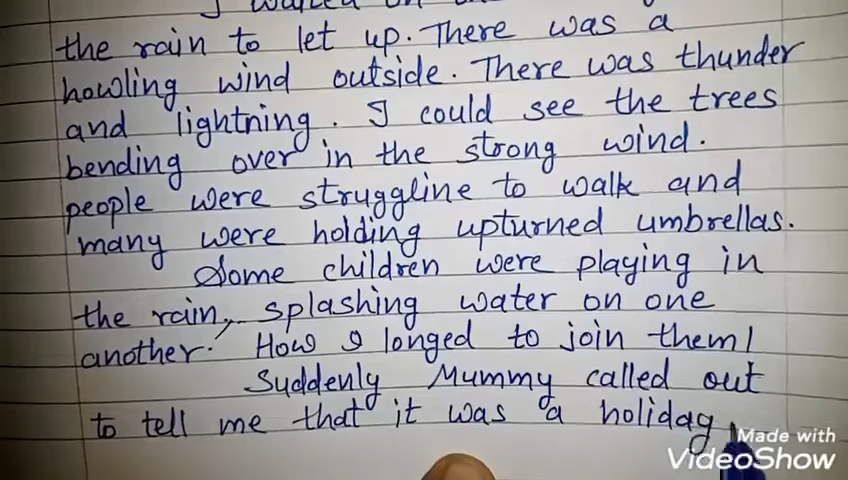 I waited on
the rain to let up. There was a
howling wind outside. There was thunder
and lightning. I could see the trees
bending over in the strong wind.
people were struggline to walk and
many were holding upturned umbrellas.
Some children were playing in
the rain, splashing water on one
another. How I longed to join them!
Suddenly Mummy called out
to tell me that it was a holiday
Made with
VideoShow